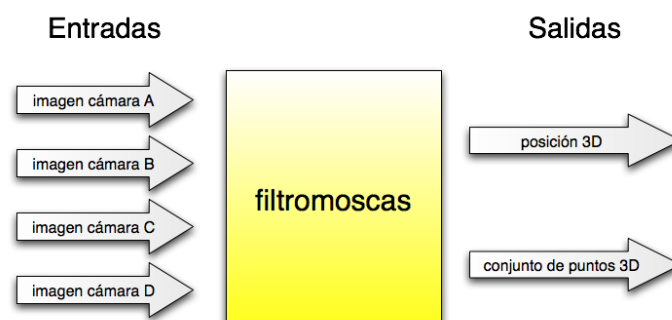 Entradas
Salidas
imagen cámara A
imagen cámara B
imagen cámara C
imagen cámara D
filtromoscas
posición 3D
conjunto de puntos 3D